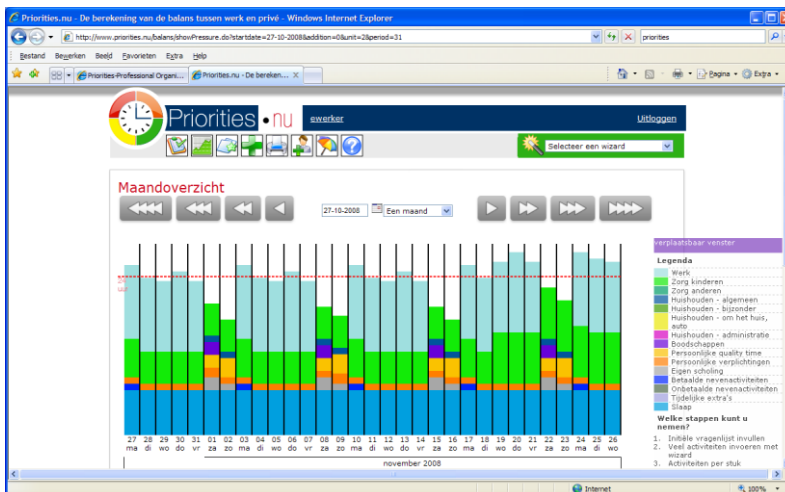 Priorities.nu - De berekening van de balans tussen werk en privé - Windows Internet Explorer
http://www.priorities.nu/balans/showPressure.do?startdate=27-10-2008&addition=0&unit=2&period=31
priorities
Bestand Bewerken Beeld Favorieten Extra Help
Priorities-Professional Organi... Priorities.nu - De bereken... X
Pagina Extra
Priorities.nu ewerker Uitloggen
Selecteer een wizard
Maandoverzicht
27-10-2008 Een maand
verplaatsbaar venster
Legenda
Werk
Zorg kinderen
Zorg anderen
Huishouden - algemeen
Huishouden - bijzonder
Huishouden - om het huis,
auto
Huishouden - administratie
Boodschappen
Persoonlijke quality time
Persoonlijke verplichtingen
Eigen scholing
Betaalde nevenactiviteiten
Onbetaalde nevenactiviteiten
Tijdelijke extra's
Slaap
Welke stappen kunt u
nemen?
1. Initiële vragenlijst invullen
2. Veel activiteiten invoeren met
wizard
3. Activiteiten per stuk
27 28 29 30 31 01 02 03 04 05 06 07 08 09 10 11 12 13 14 15 16 17 18 19 20 21 22 23 24 25 26
ma di wo do vr za zo ma di wo do vr za zo ma di wo do vr za zo ma di wo do vr za zo ma di wo
november 2008
Internet 100%